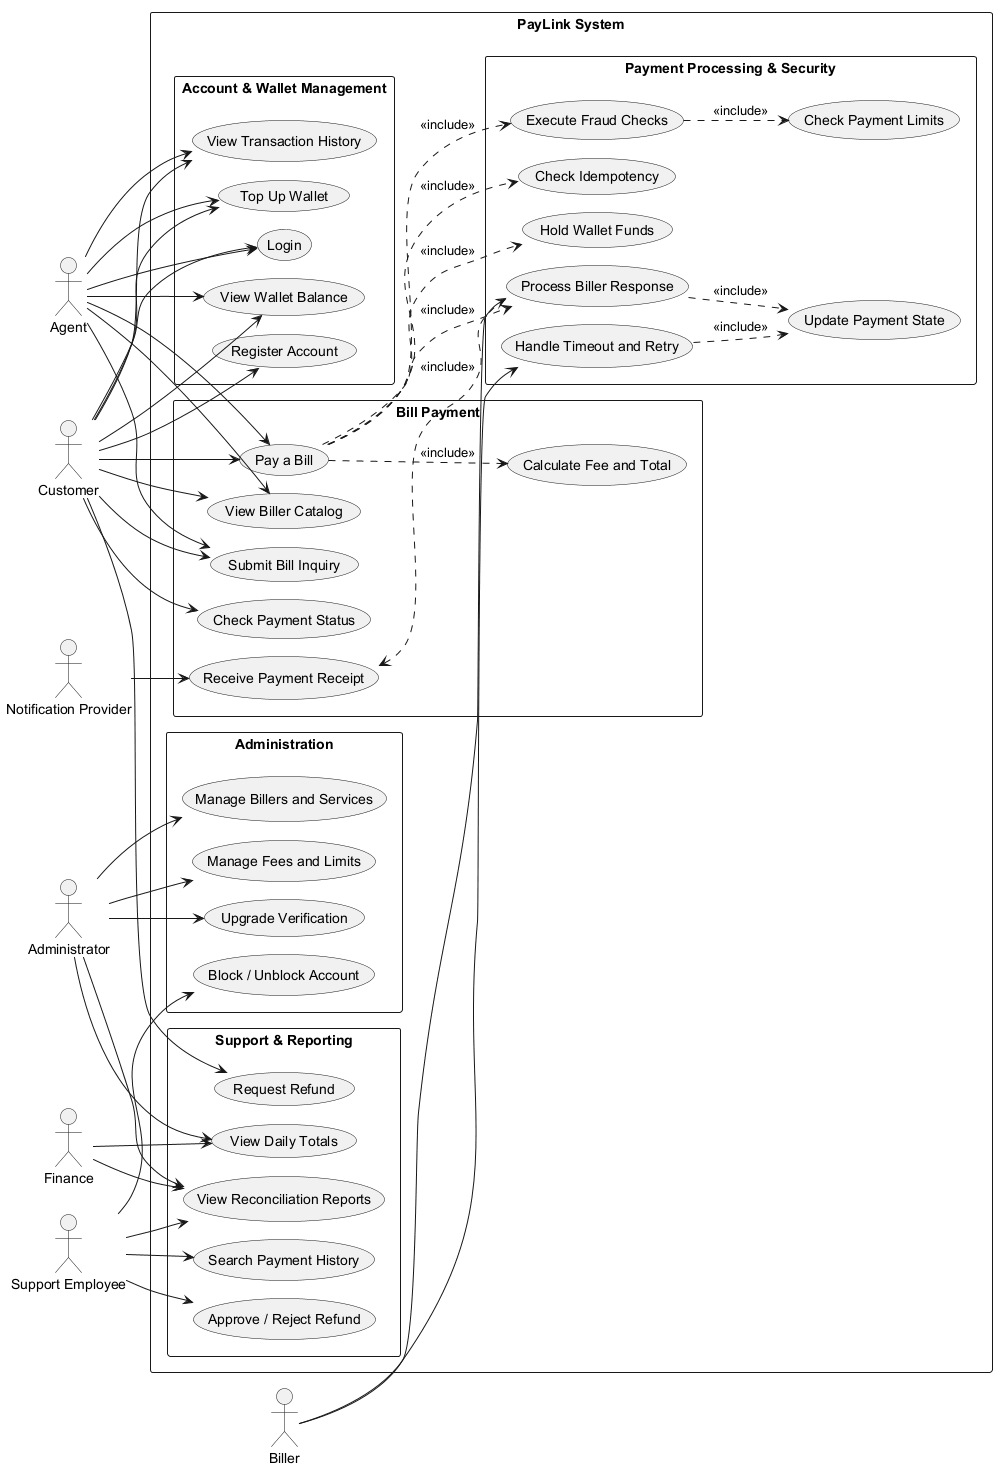 PayLink System
Account & Wallet Management
View Transaction History
Top Up Wallet
Login
View Wallet Balance
Register Account
Payment Processing & Security
Execute Fraud Checks
Check Payment Limits
Check Idempotency
Hold Wallet Funds
Process Biller Response
Update Payment State
Handle Timeout and Retry
«include»
«include»
«include»
«include»
«include»
«include»
«include»
«include»
«include»
Bill Payment
Pay a Bill
Calculate Fee and Total
View Biller Catalog
Submit Bill Inquiry
Check Payment Status
Receive Payment Receipt
Administration
Manage Billers and Services
Manage Fees and Limits
Upgrade Verification
Block / Unblock Account
Support & Reporting
Request Refund
View Daily Totals
View Reconciliation Reports
Search Payment History
Approve / Reject Refund
Agent
Customer
Notification Provider
Administrator
Finance
Support Employee
Biller